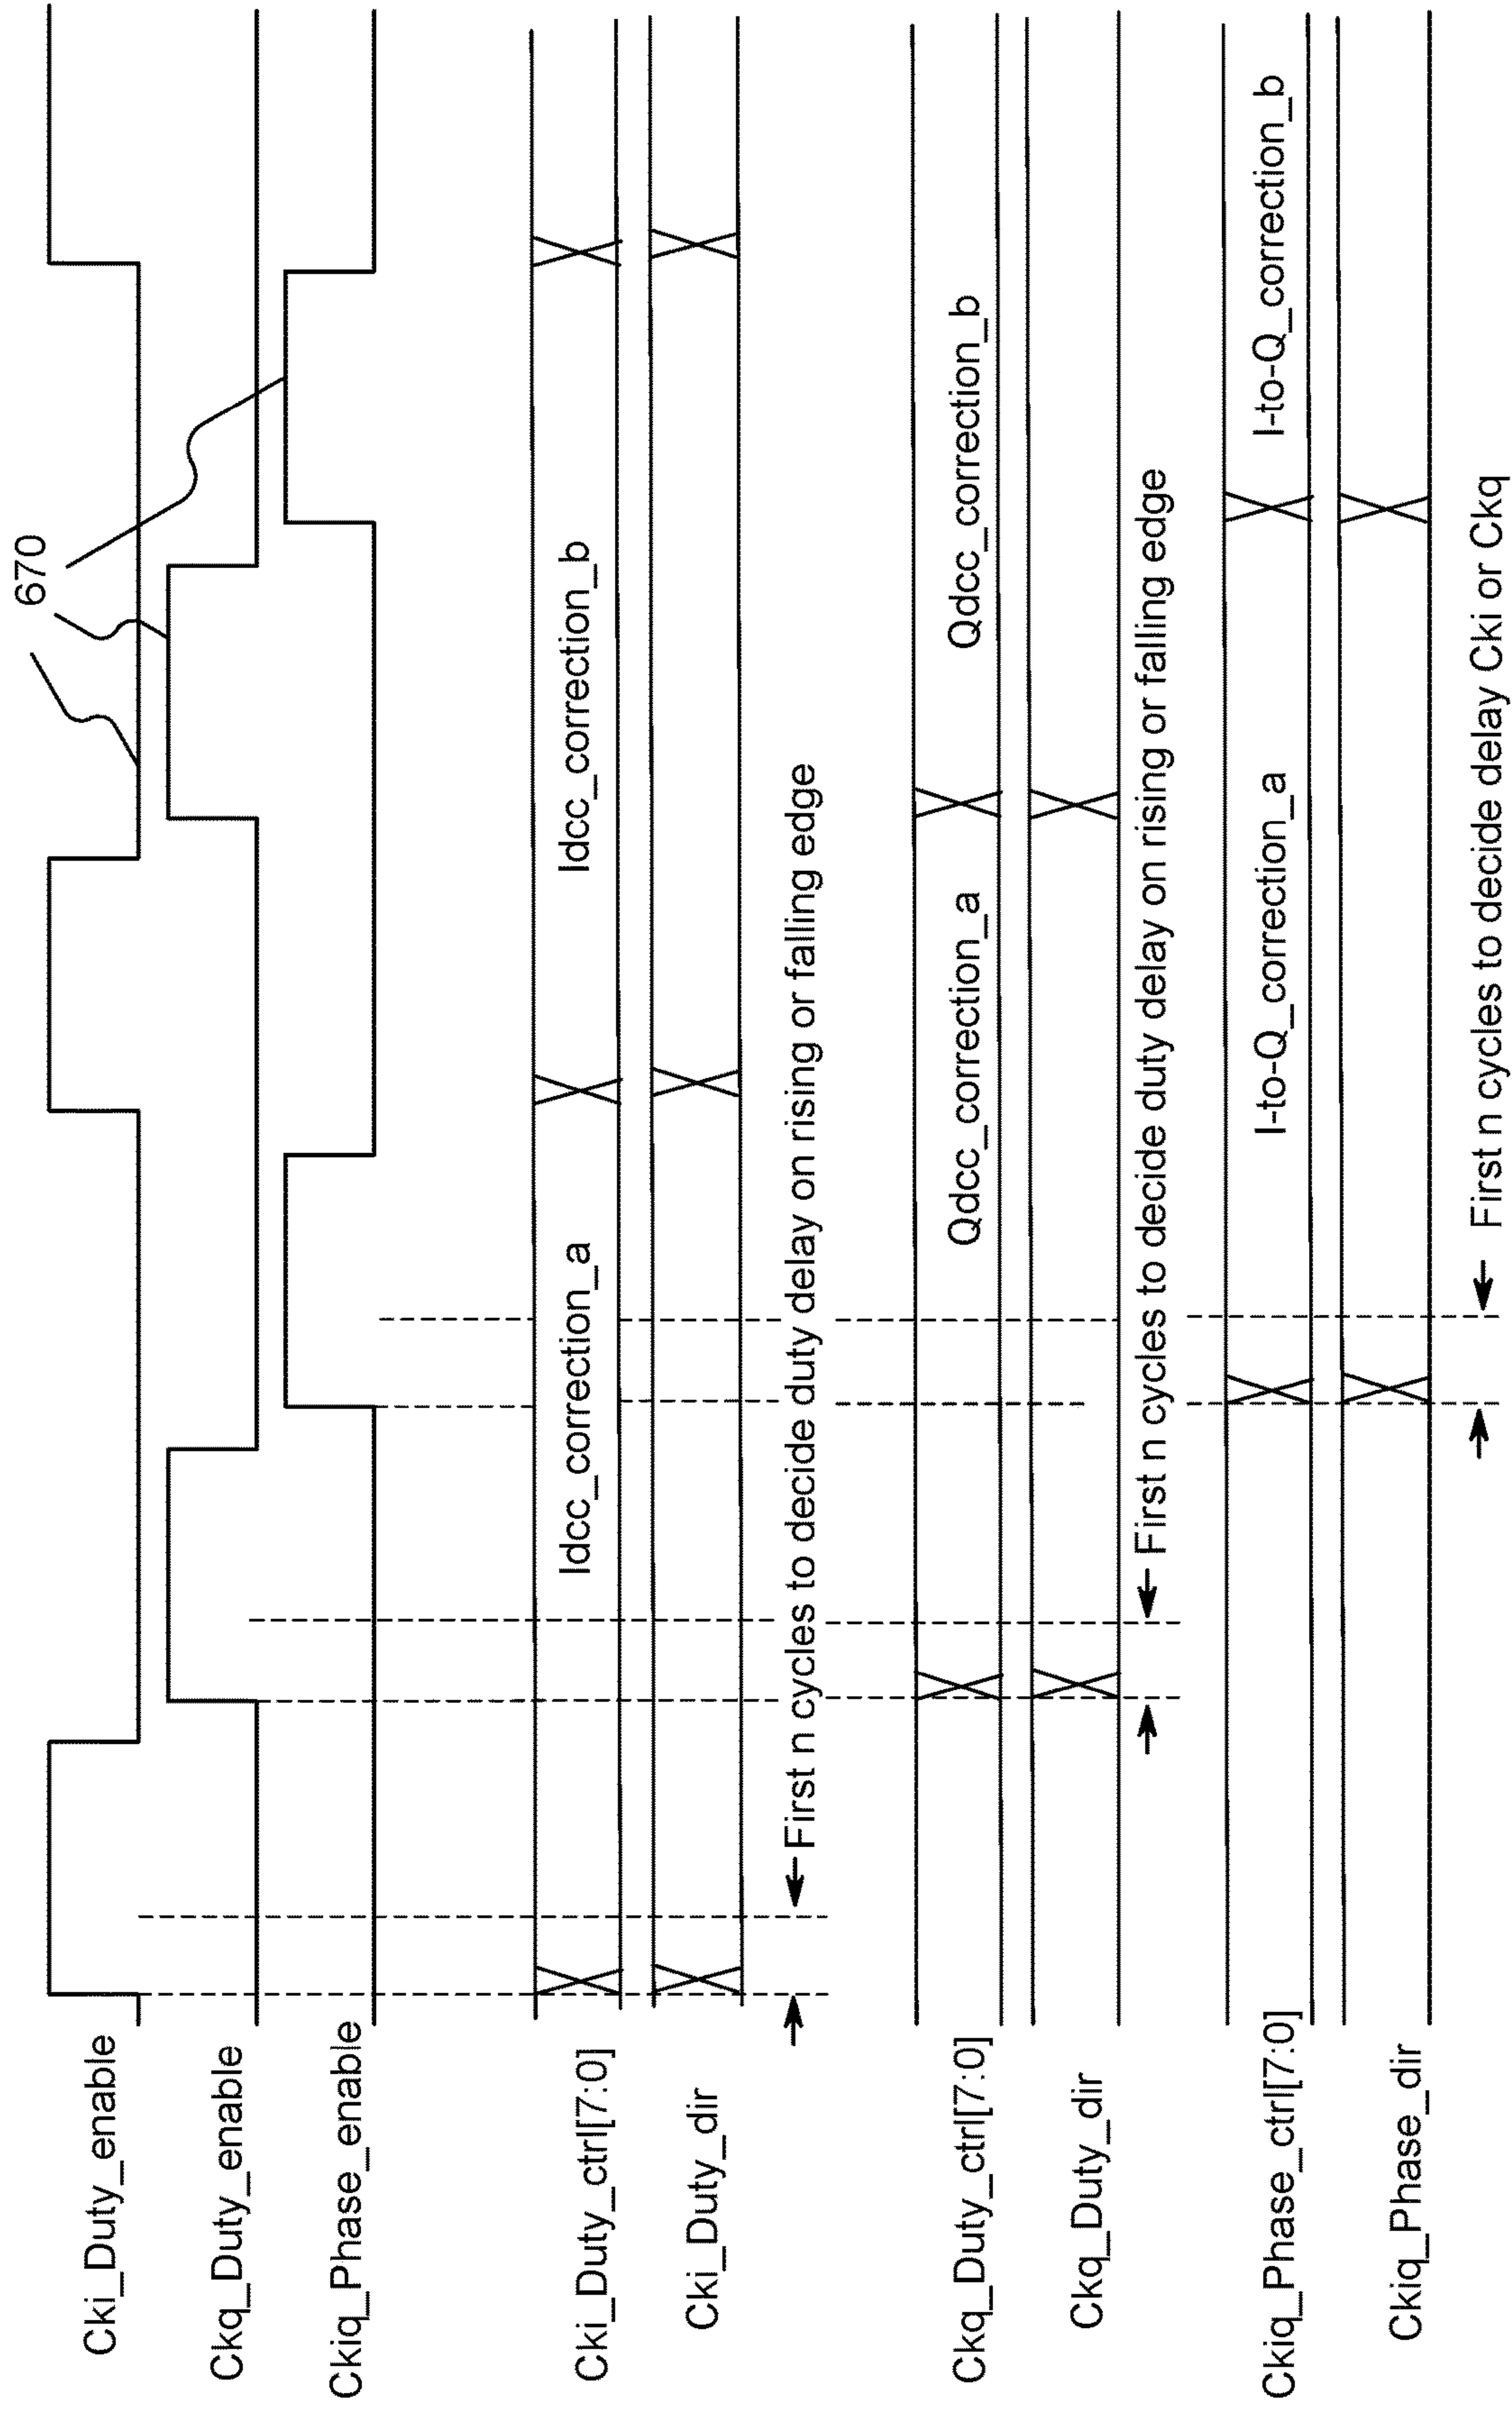 670
Cki_Duty_enable
Ckq_Duty_enable
Ckiq_Phase_enable
Cki_Duty_ctrl[7:0]
Idcc_correction_a
Idcc_correction_b
Cki_Duty_dir
First n cycles to decide duty delay on rising or falling edge
Ckq_Duty_ctrl[7:0]
Qdcc_correction_a
Qdcc_correction_b
Ckq_Duty_dir
First n cycles to decide duty delay on rising or falling edge
Ckiq_Phase_ctrl[7:0]
I-to-Q_correction_a
I-to-Q_correction_b
Ckiq_Phase_dir
First n cycles to decide delay Cki or Ckq